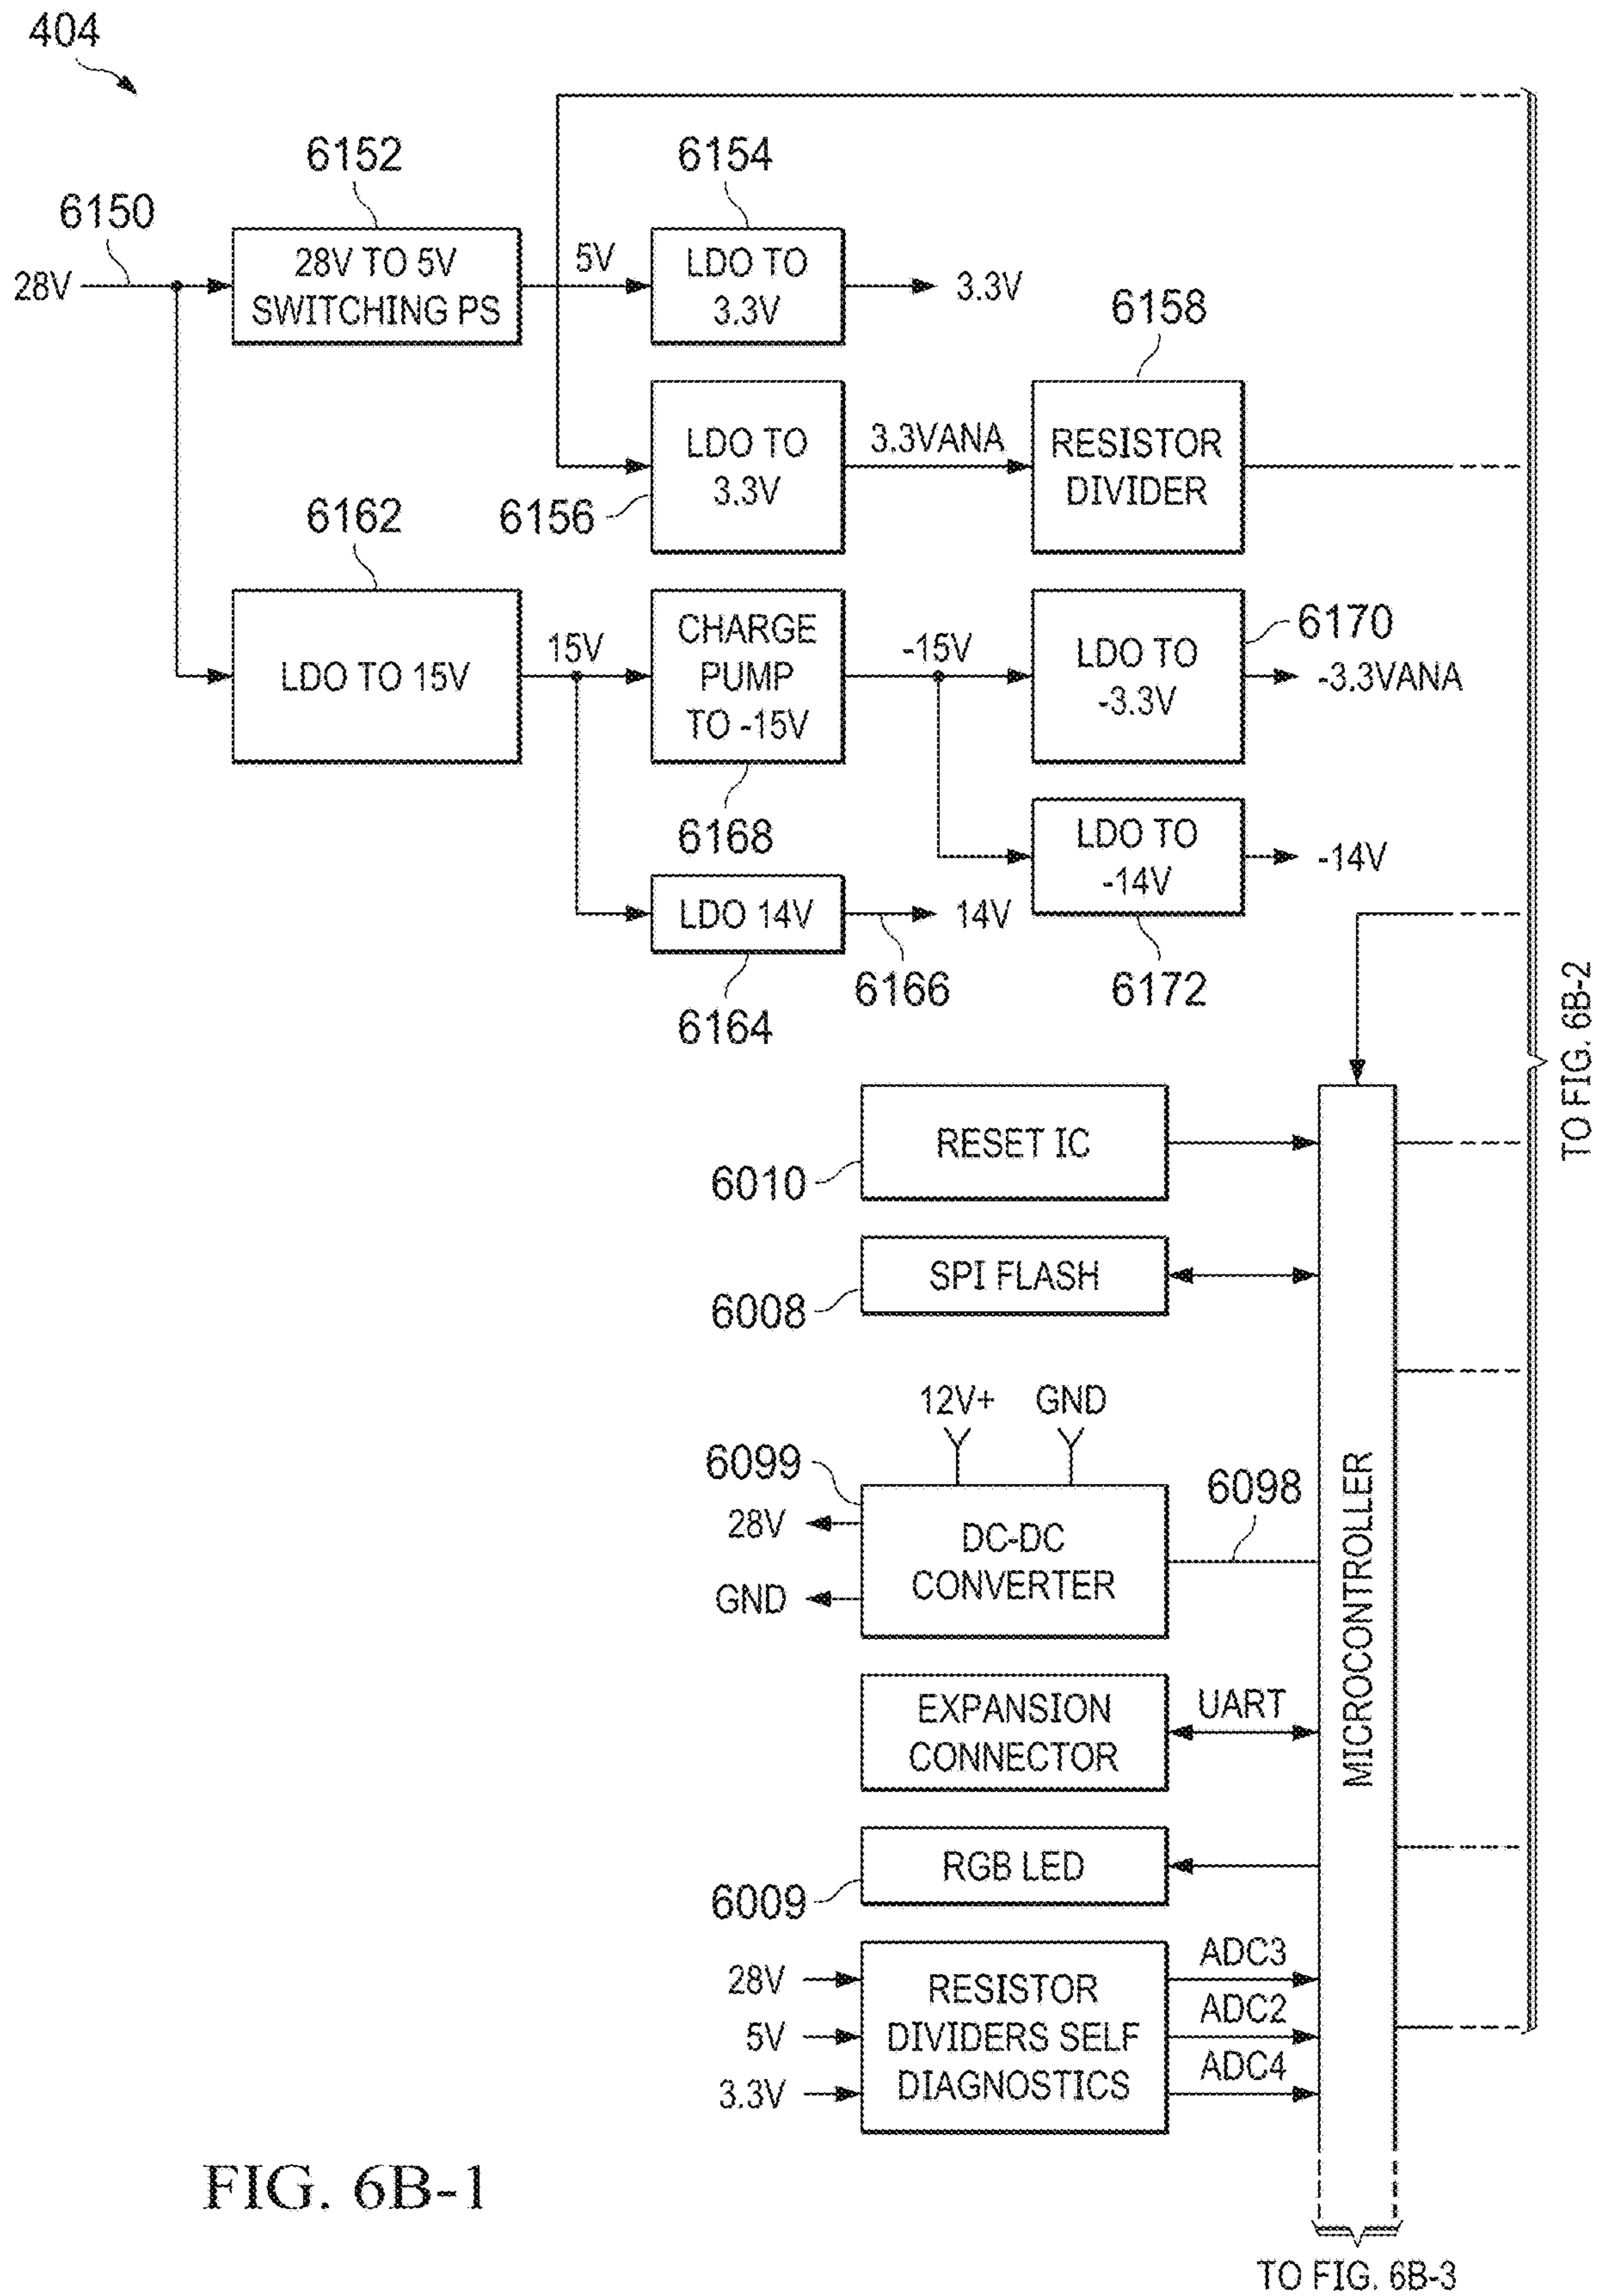 404
6152
6154
6150
28V
28V TO 5V
SWITCHING PS
5V
LDO TO
3.3V
3.3V
6158
LDO TO
3.3V
3.3VANA
RESISTOR
DIVIDER
6156
6162
LDO TO 15V
15V
CHARGE
PUMP
TO -15V
-15V
LDO TO
-3.3V
6170
-3.3VANA
6168
LDO TO
-14V
-14V
LDO 14V
14V
6166
6172
6164
TO FIG. 6B-2
RESET IC
6010
SPI FLASH
6008
12V+
GND
6099
28V
GND
DC-DC
CONVERTER
6098
MICROCONTROLLER
EXPANSION
CONNECTOR
UART
RGB LED
6009
28V
5V
3.3V
RESISTOR
DIVIDERS SELF
DIAGNOSTICS
ADC3
ADC2
ADC4
FIG. 6B-1
TO FIG. 6B-3